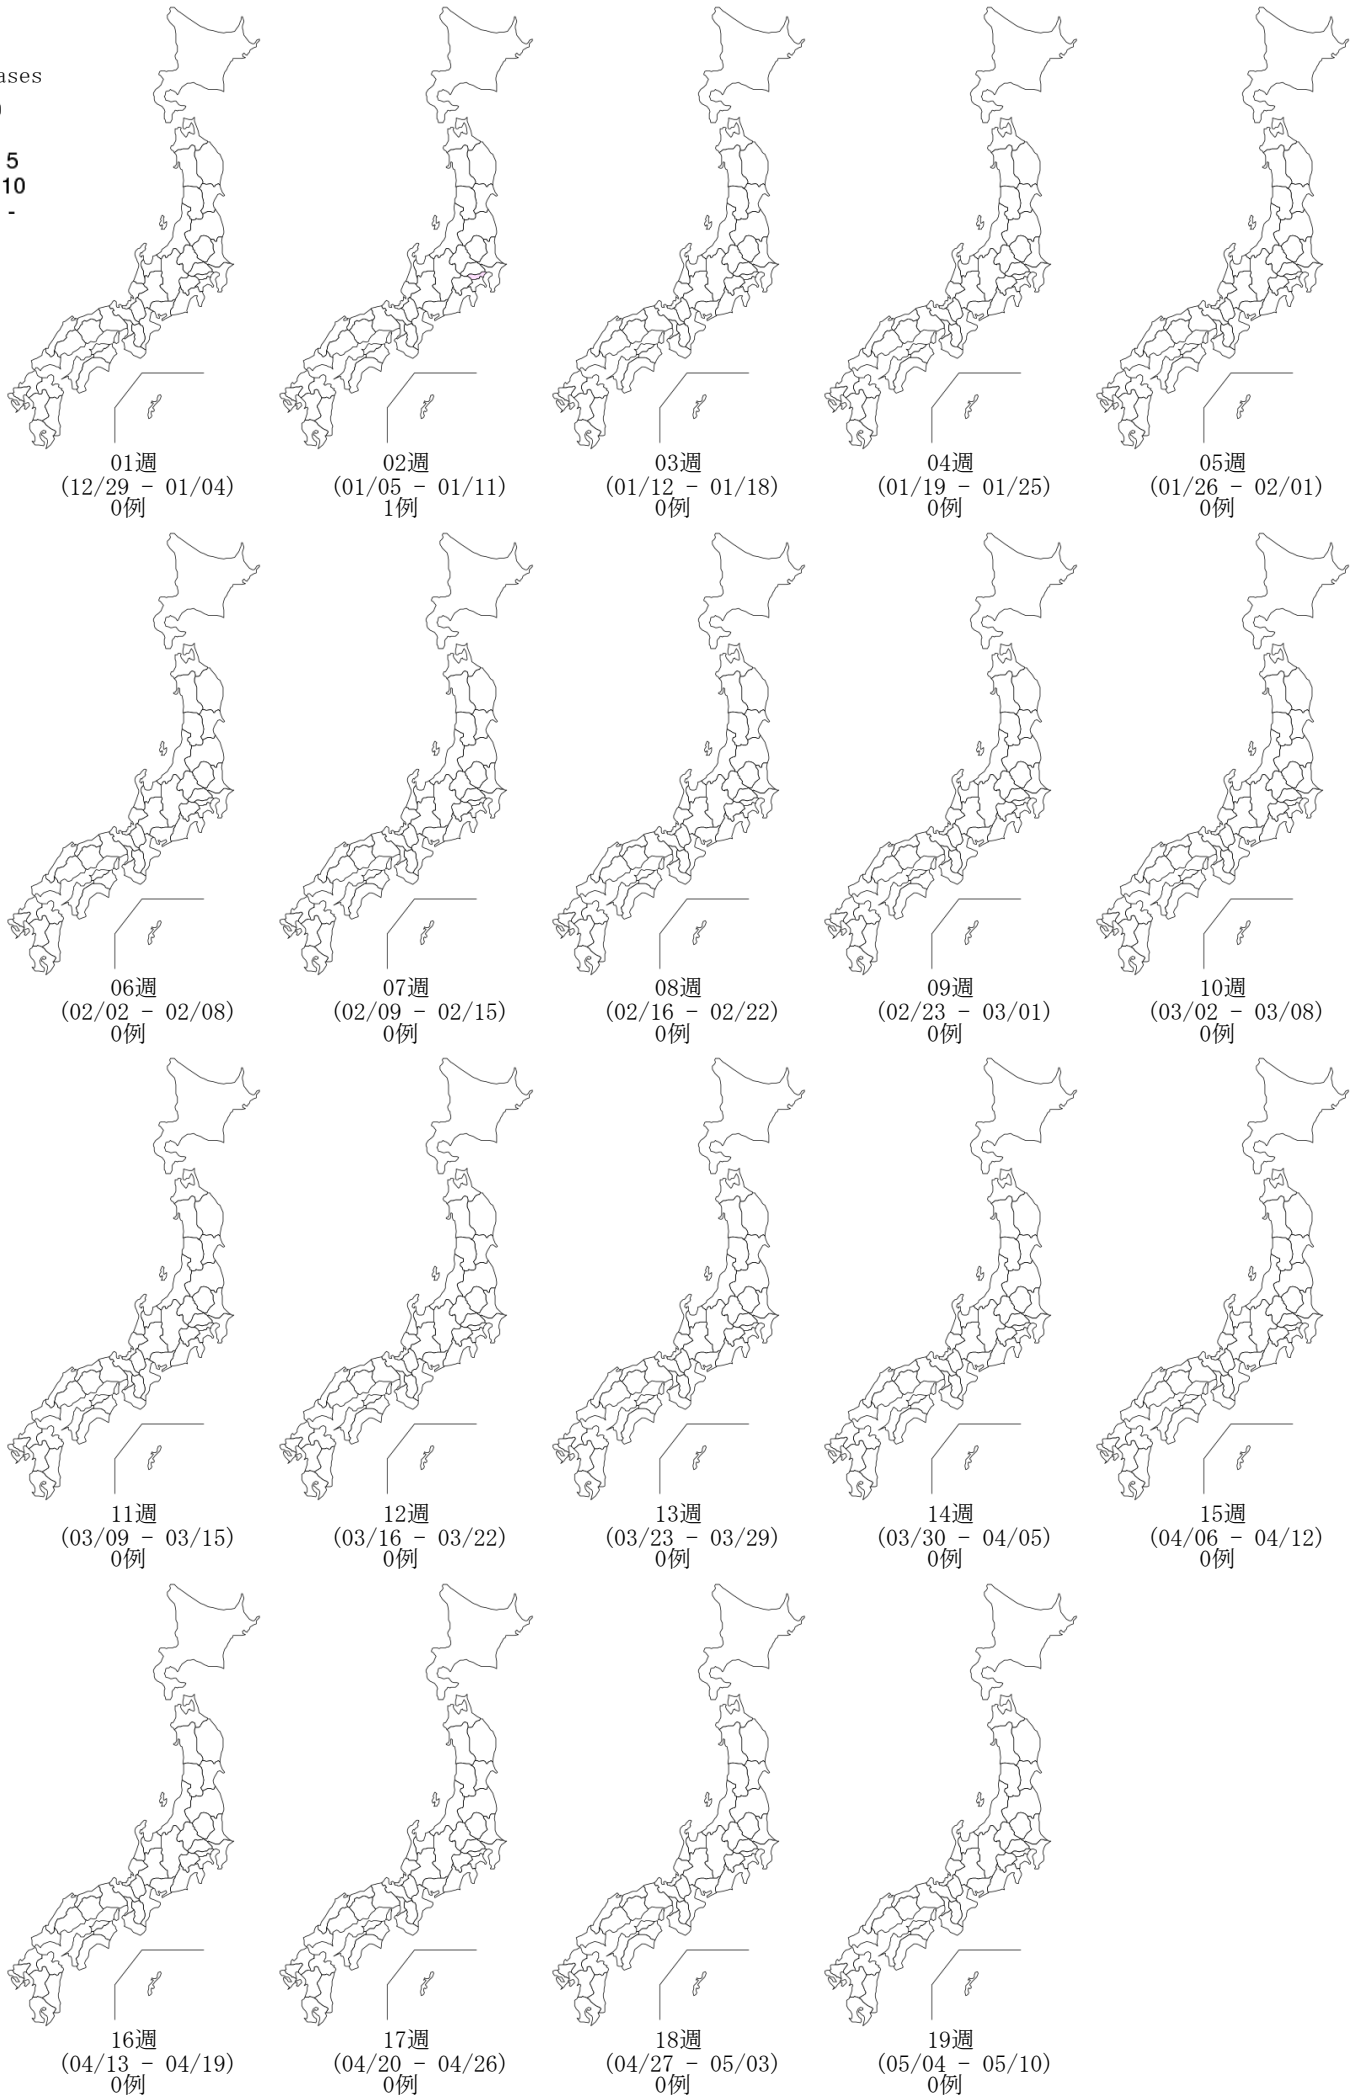 5
10
-
01週
(12/29 - 01/04)
0例
02週
(01/05 - 01/11)
1例
03週
(01/12 - 01/18)
0例
04週
(01/19 - 01/25)
0例
05週
(01/26 - 02/01)
0例
06週
(02/02 - 02/08)
0例
07週
(02/09 - 02/15)
0例
08週
(02/16 - 02/22)
0例
09週
(02/23 - 03/01)
0例
10週
(03/02 - 03/08)
0例
11週
(03/09 - 03/15)
0例
12週
(03/16 - 03/22)
0例
13週
(03/23 - 03/29)
0例
14週
(03/30 - 04/05)
0例
15週
(04/06 - 04/12)
0例
16週
(04/13 - 04/19)
0例
17週
(04/20 - 04/26)
0例
18週
(04/27 - 05/03)
0例
19週
(05/04 - 05/10)
0例